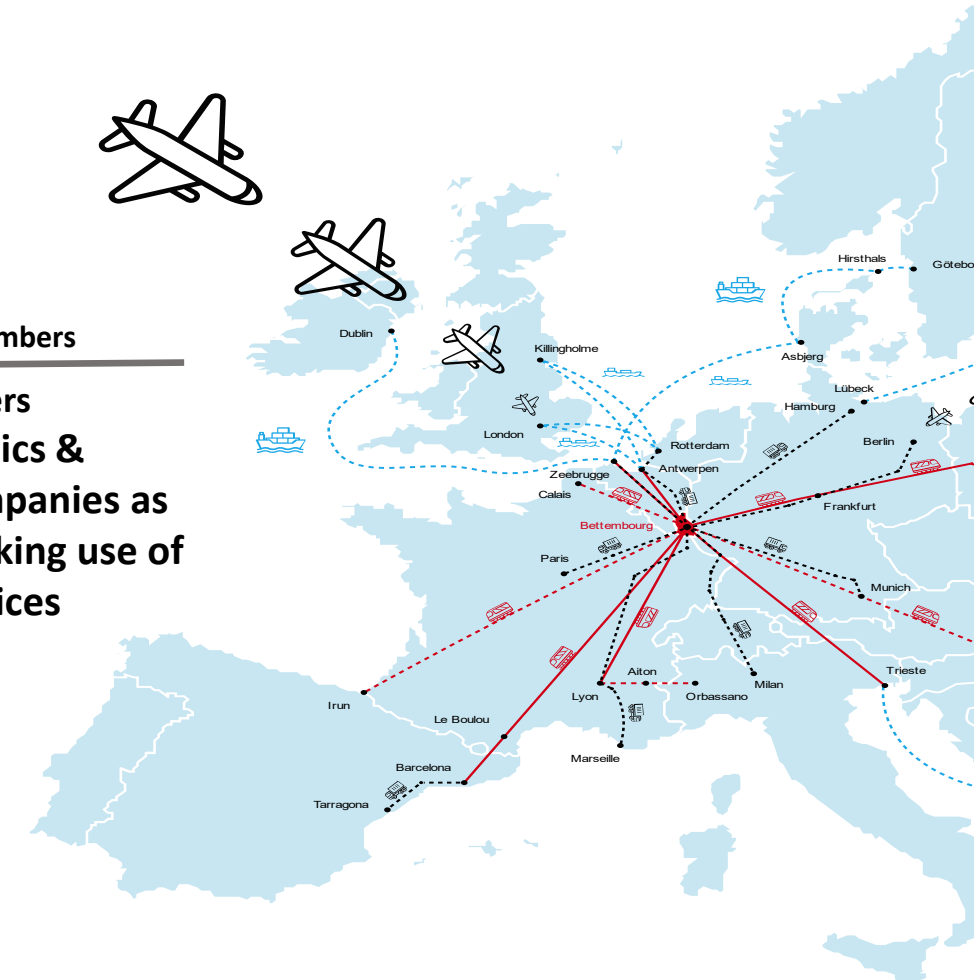 mbers
ers
ics &
mpanies as
king use of
ices
Hirsthals
Götebo
Dublin
Killingholme
Asbjerg
Lübeck
Hamburg
London
Berlin
Rotterdam
Antwerpen
Zeebrugge
Calais
Frankfurt
Bettembourg
Paris
Munich
Aiton
Trieste
Milan
Lyon
Orbassano
Irun
Le Boulou
Marseille
Barcelona
Tarragona